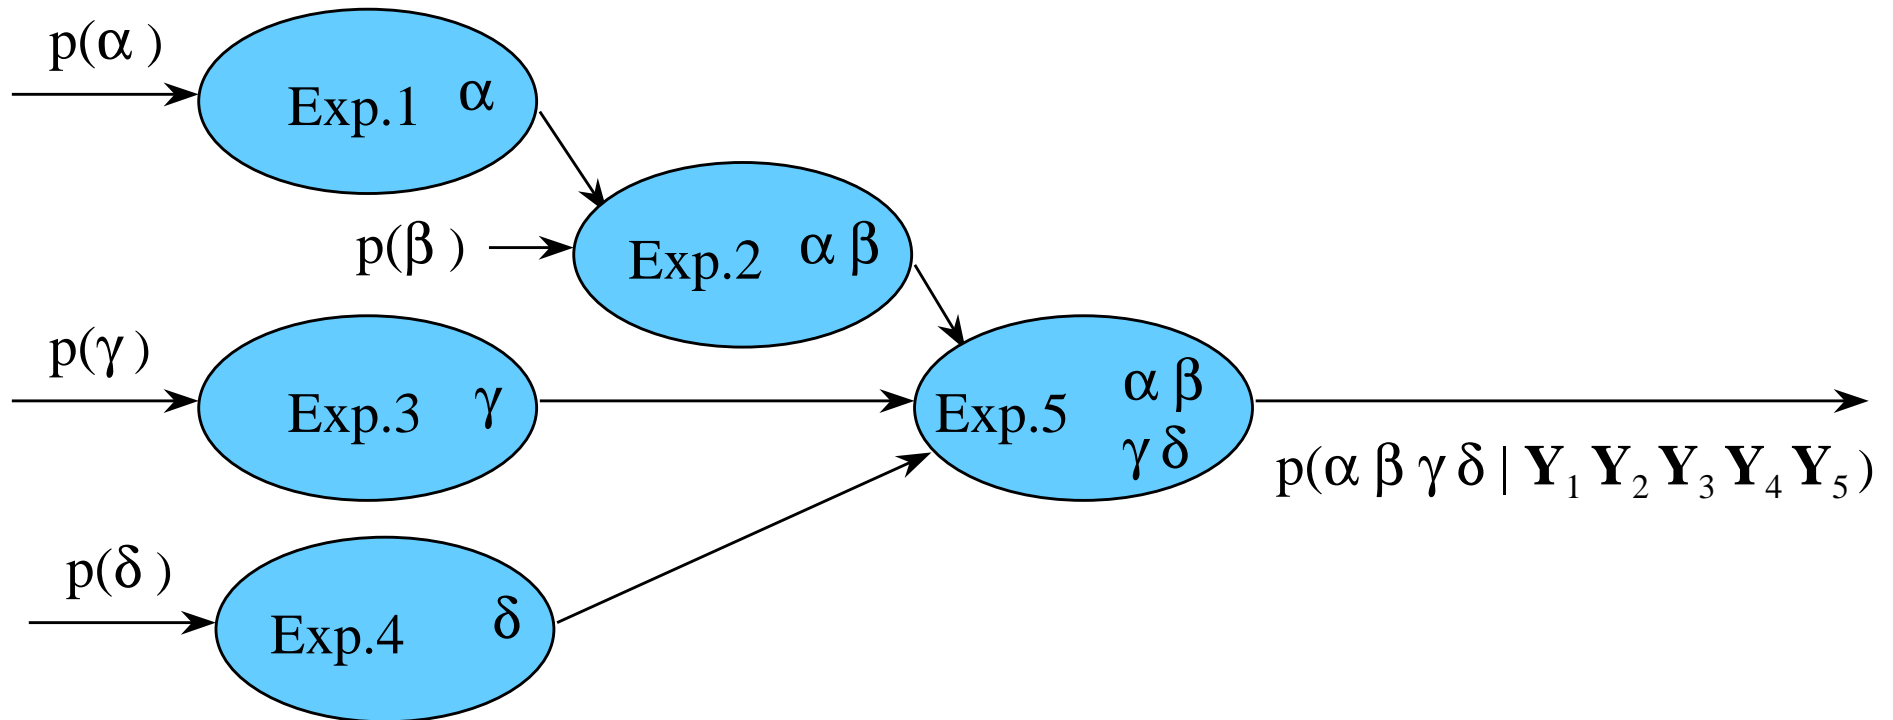 p(α )
Exp.1 α
p(β )
Exp.2 α β
p(γ )
Exp.3 γ
Exp.5 α β
γ δ
p(α β γ δ | Y₁ Y₂ Y₃ Y₄ Y₅ )
p(δ )
Exp.4 δ